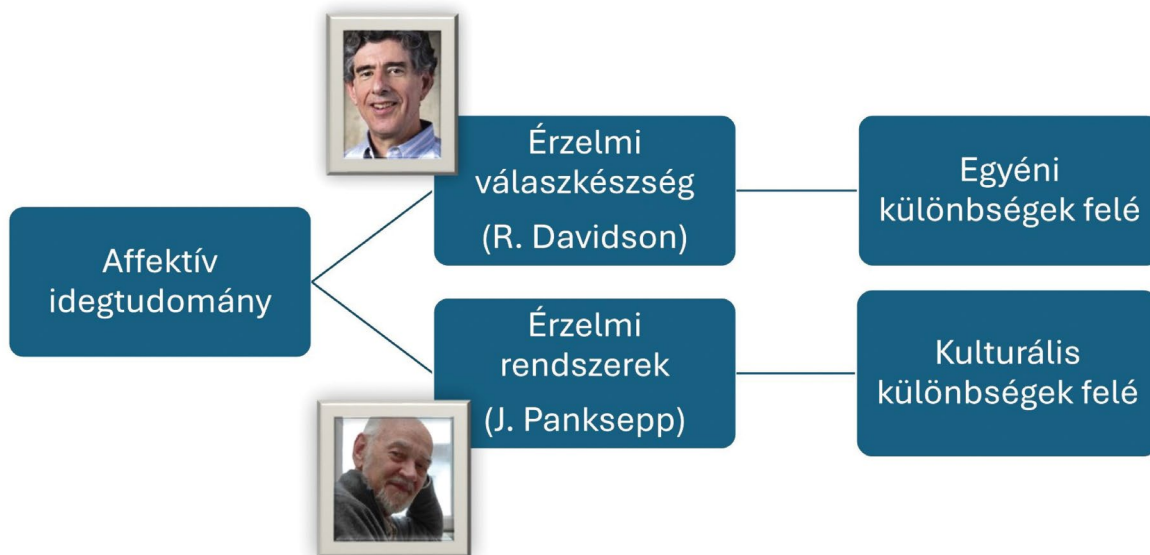 Affektív
idegtudomány
Érzelmi
válaszkészség
(R. Davidson)
Egyéni
különbségek felé
Érzelmi
rendszerek
(J. Panksepp)
Kulturális
különbségek felé